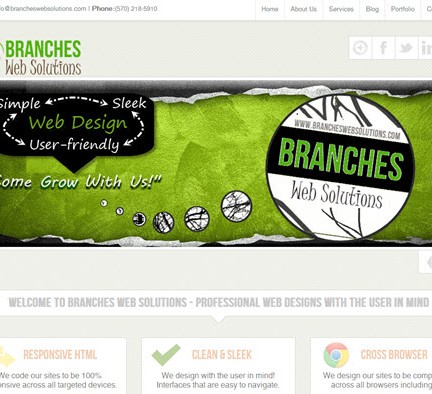 fo@brancheswebsolutions.com | Phone:(570) 218-5910
Home About Us Services Blog Portfolio Co
BRANCHES
Web Solutions
Simple Sleek
Web Design
User-friendly
ome Grow With Us!"
WWW.BRANCHESWEBSOLUTIONS.COM
BRANCHES
Web Solutions
WELCOME TO BRANCHES WEB SOLUTIONS - PROFESSIONAL WEB DESIGNS WITH THE USER IN MIND
RESPONSIVE HTML
We code our sites to be 100%
onsive across all targeted devices.
CLEAN & SLEEK
We design with the user in mind!
Interfaces that are easy to navigate.
CROSS BROWSER
We design our sites to be comp
across all browsers including